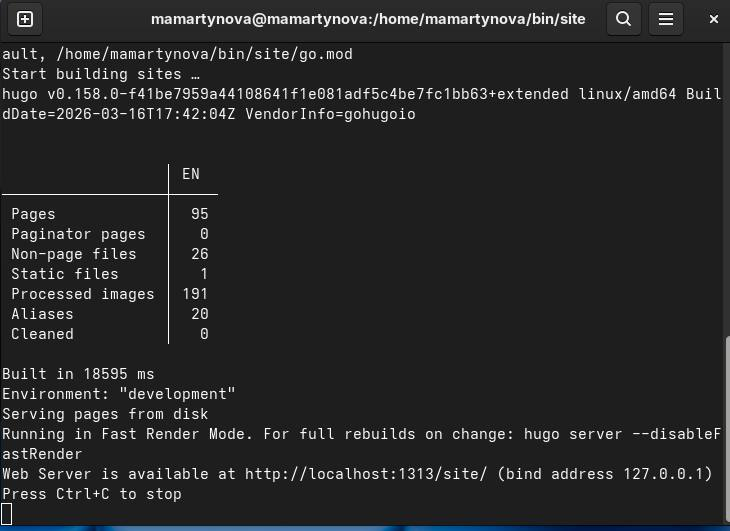 mamartynova@mamartynova:/home/mamartynova/bin/site
ault, /home/mamartynova/bin/site/go.mod
Start building sites …
hugo v0.158.0-f41be7959a44108641f1e081adf5c4be7fc1bb63+extended linux/amd64 Buil
dDate=2026-03-16T17:42:04Z VendorInfo=gohugoio
EN
Pages 95
Paginator pages 0
Non-page files 26
Static files 1
Processed images 191
Aliases 20
Cleaned 0
Built in 18595 ms
Environment: "development"
Serving pages from disk
Running in Fast Render Mode. For full rebuilds on change: hugo server --disableF
astRender
Web Server is available at http://localhost:1313/site/ (bind address 127.0.0.1)
Press Ctrl+C to stop